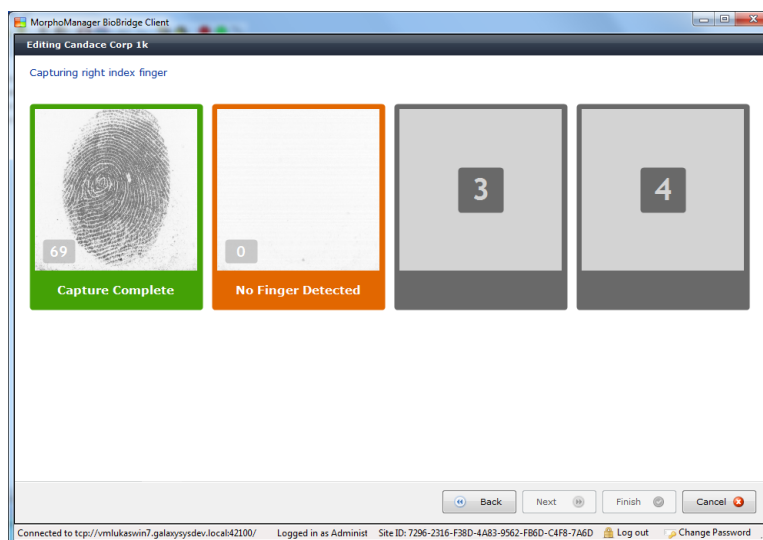 MorphoManager BioBridge Client
Editing Candace Corp 1k
Capturing right index finger
69
0
3
4
Capture Complete
No Finger Detected
Back
Next
Finish
Cancel
Connected to tcp://vmlukaswin7.galaxysysdev.local:42100/ Logged in as Administ Site ID: 7296-2316-F38D-4A83-9562-FB6D-C4F8-7A6D Log out Change Password